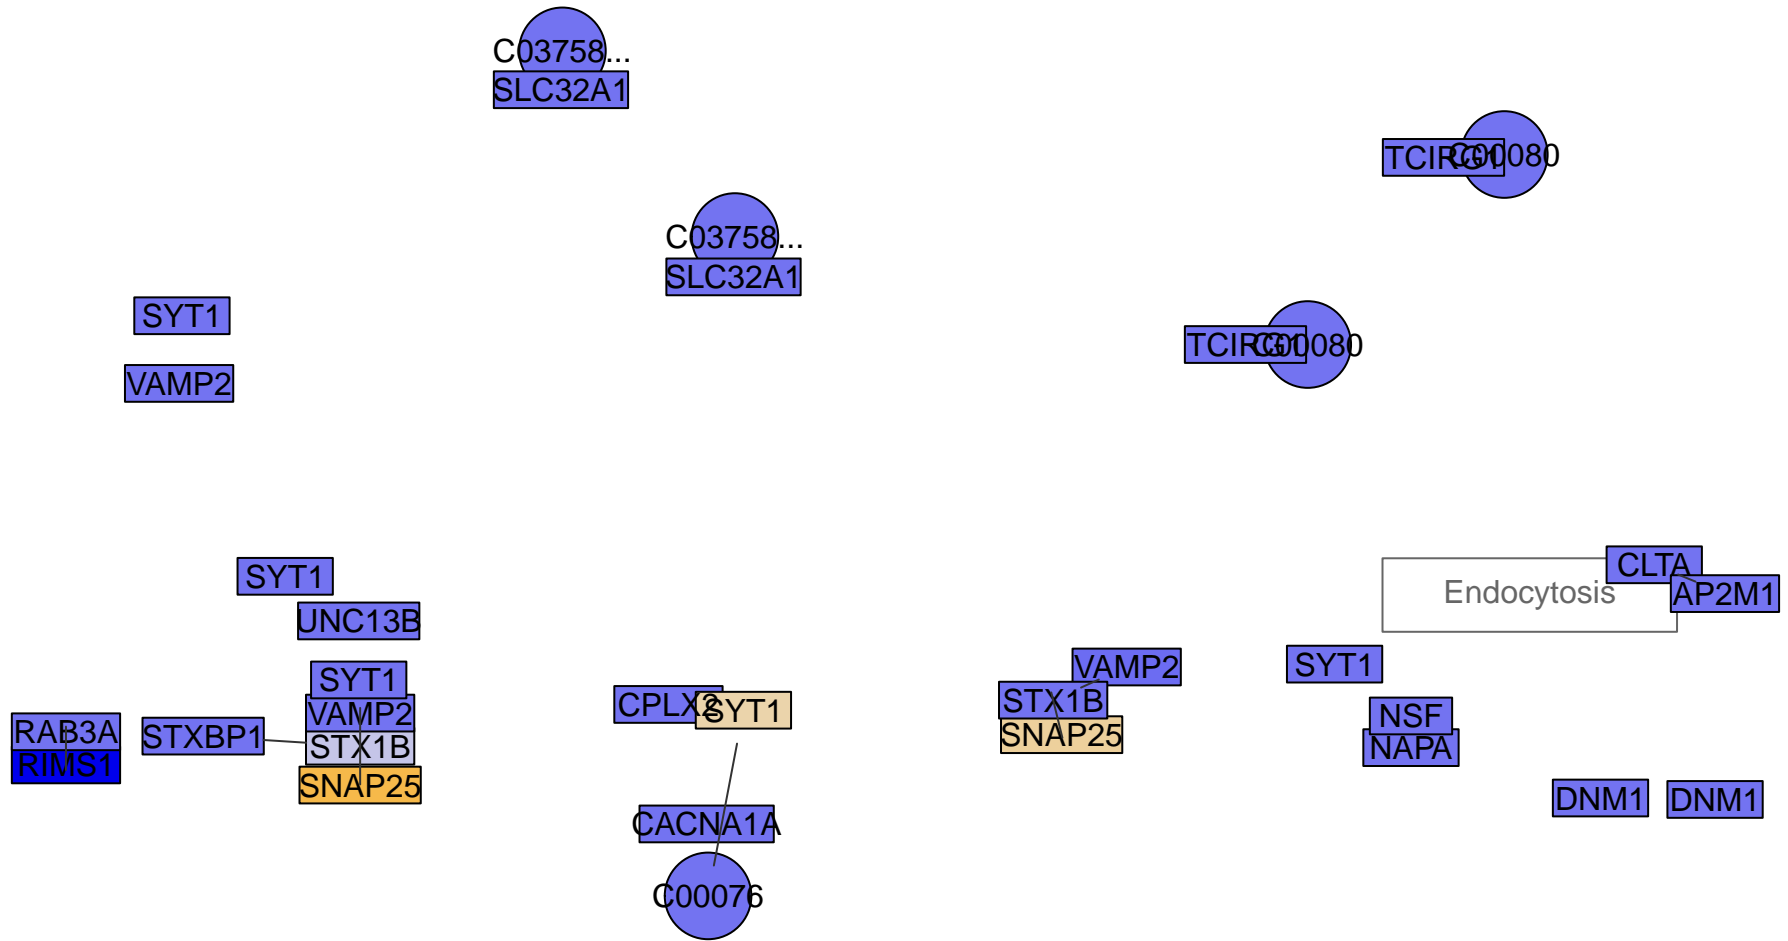 C03758...
SLC32A1
TCIRG1
C00080
C03758...
SLC32A1
SYT1
TCIRG1
C00080
VAMP2
SYT1
CLTA
Endocytosis
AP2M1
UNC13B
SYT1
VAMP2
SYT1
CPLX2
SYT1
STX1B
NSF
RAB3A
STXBP1
VAMP2
SNAP25
STX1B
NAPA
RIMS1
SNAP25
DNM1
DNM1
CACNA1A
C00076